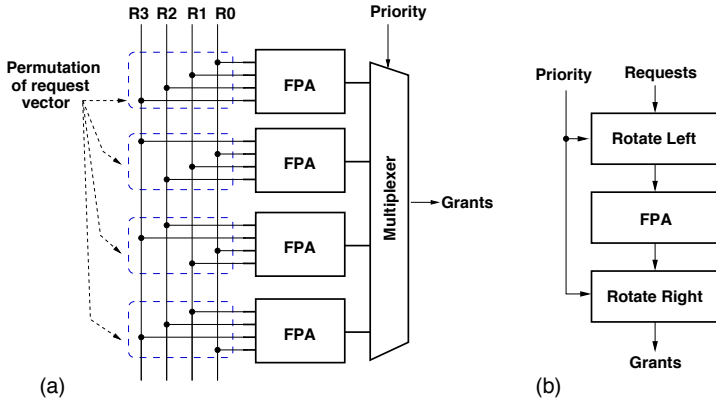 R3 R2 R1 R0
Priority
Permutation
of request
vector
FPA
FPA
FPA
FPA
Multiplexer
Grants
(a)
Priority
Requests
Rotate Left
FPA
Rotate Right
Grants
(b)